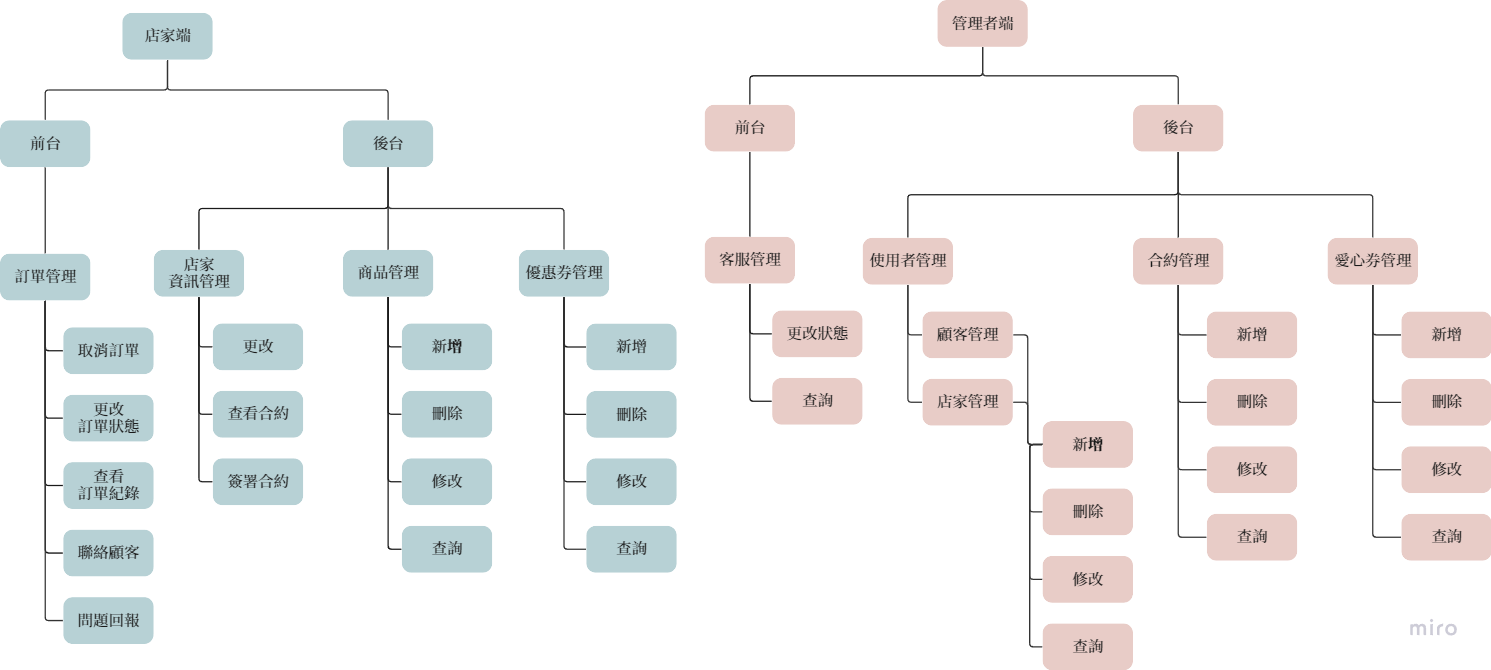 店家端
前台
後台
訂單管理
取消訂單
更改
訂單狀態
查看
訂單紀錄
聯絡顧客
問題回報
店家
資訊管理
更改
查看合約
簽署合約
商品管理
新增
刪除
修改
查詢
優惠券管理
新增
刪除
修改
查詢
管理者端
前台
後台
客服管理
更改狀態
查詢
使用者管理
顧客管理
店家管理
新增
刪除
修改
查詢
合約管理
新增
刪除
修改
查詢
愛心券管理
新增
刪除
修改
查詢
miro